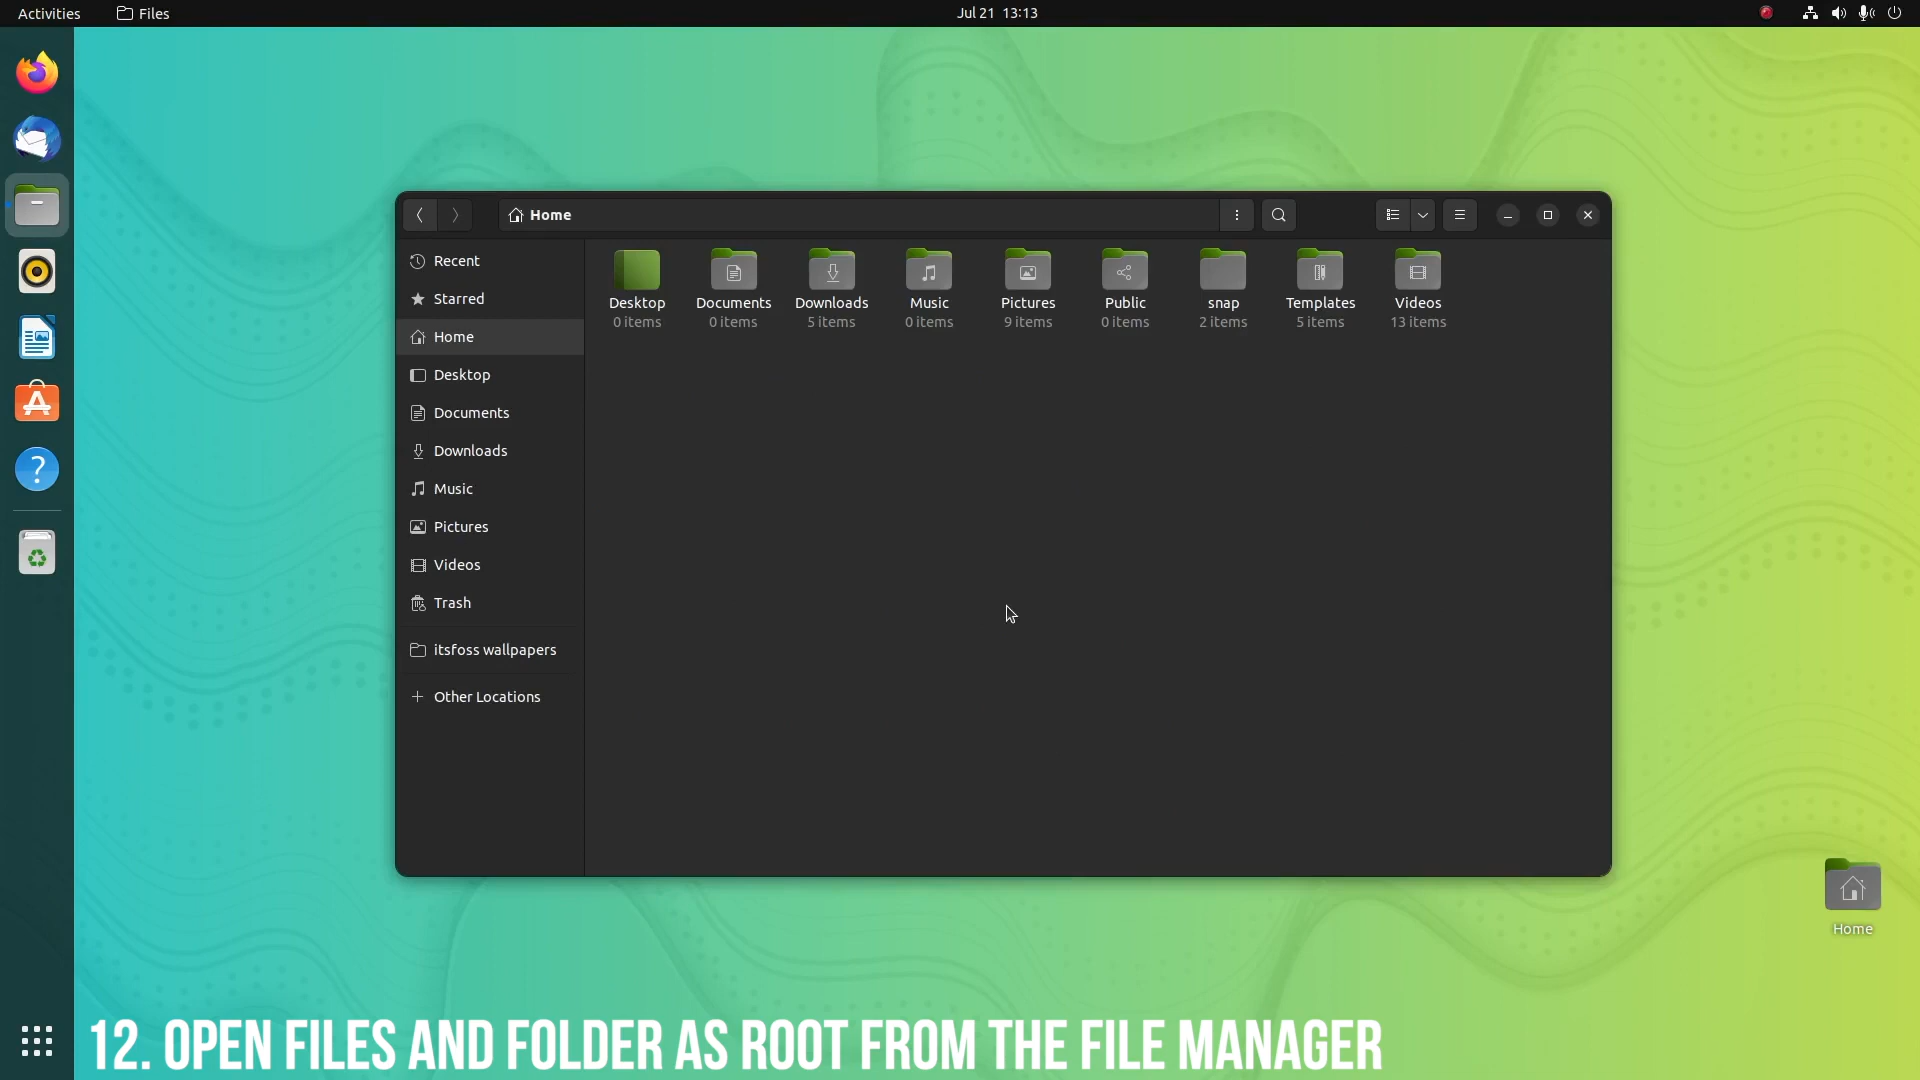 Activities
Files
Jul 21 13:13
Home
Recent
Starred
Home
Desktop
Documents
Downloads
Music
Pictures
Videos
Trash
itsfoss wallpapers
Other Locations
Desktop
0 items
Documents
0 items
Downloads
5 items
Music
0 items
Pictures
9 items
Public
0 items
snap
2 items
Templates
5 items
Videos
13 items
Home
12. OPEN FILES AND FOLDER AS ROOT FROM THE FILE MANAGER